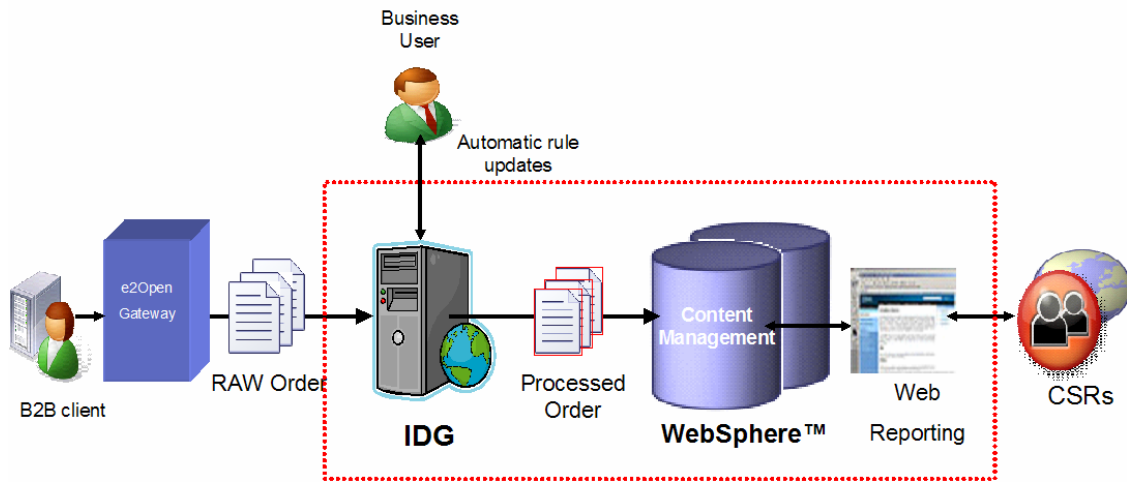 Business
User
Automatic rule
updates
e2Open
Gateway
B2B client
RAW Order
IDG
Processed
Order
Content
Management
WebSphere™
Web
Reporting
CSRs